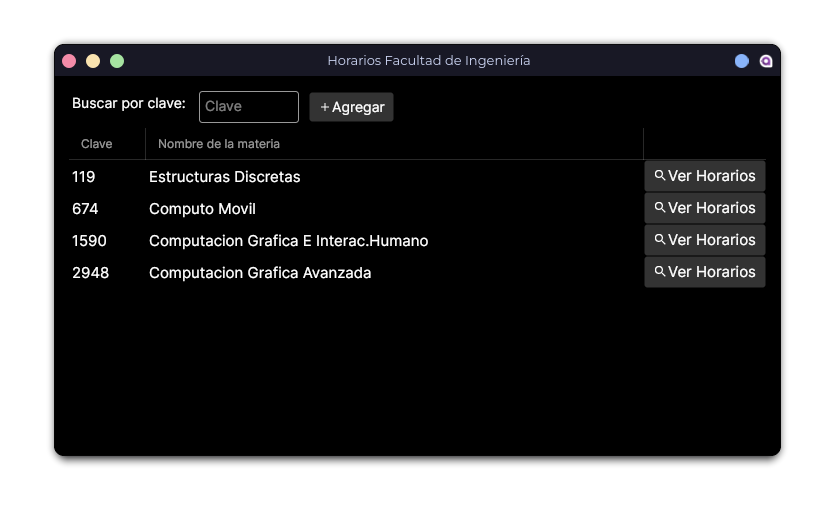 Horarios Facultad de Ingeniería
Buscar por clave: Clave +Agregar
Clave Nombre de la materia
119 Estructuras Discretas Ver Horarios
674 Computo Movil Ver Horarios
1590 Computacion Grafica E Interac.Humano Ver Horarios
2948 Computacion Grafica Avanzada Ver Horarios